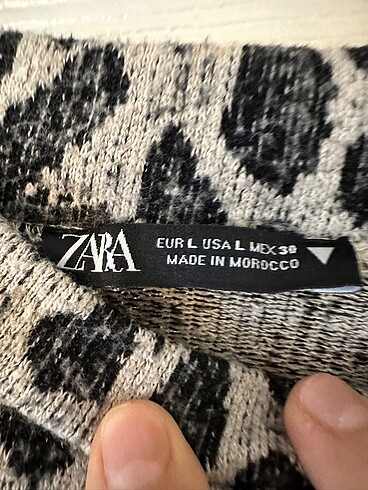 ZARA
EUR L USA L MEX 30
MADE IN MOROCCO